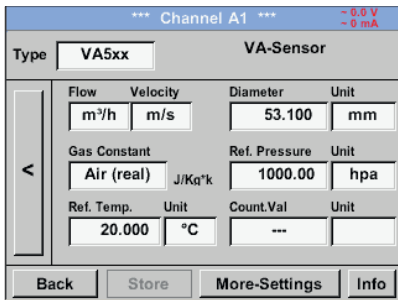 *** Channel A1 ***
~ 0.0 V
~ 0 mA
Type VA5xx VA-Sensor
Flow Velocity Diameter Unit
m³/h m/s 53.100 mm
Gas Constant Ref. Pressure Unit
Air (real) J/Kg*k 1000.00 hpa
<
Ref. Temp. Unit Count.Val Unit
20.000 °C ---
Back Store More-Settings Info